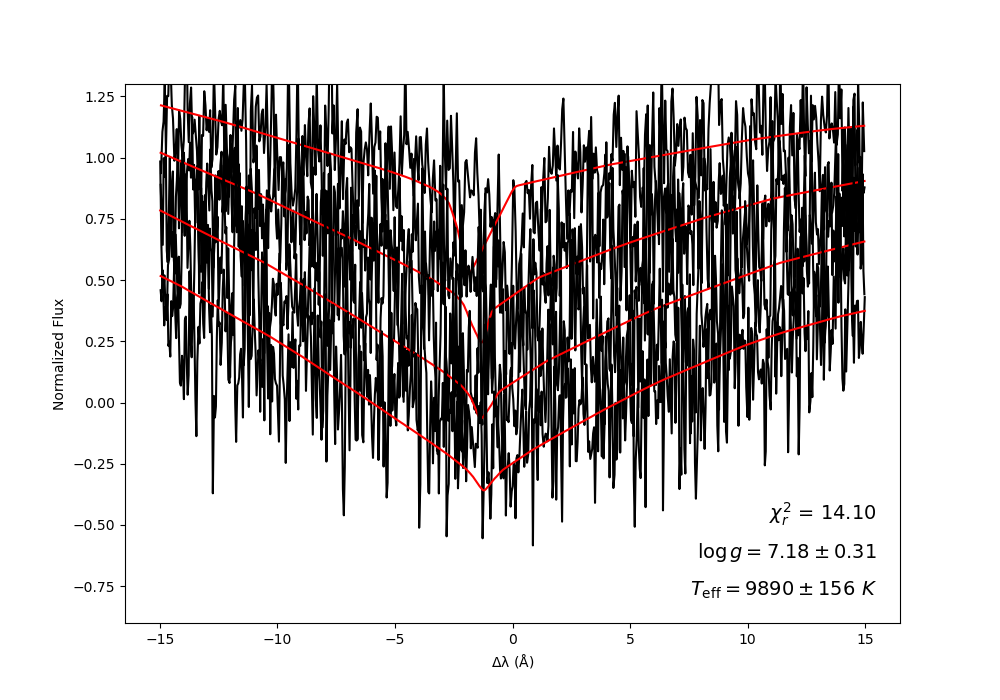 1.25
1.00
0.75
0.50
0.25
0.00
−0.25
−0.50
−0.75
Normalized Flux
χ²ᵣ = 14.10
log g = 7.18 ± 0.31
T_eff = 9890 ± 156 K
−15 −10 −5 0 5 10 15
Δλ (Å)